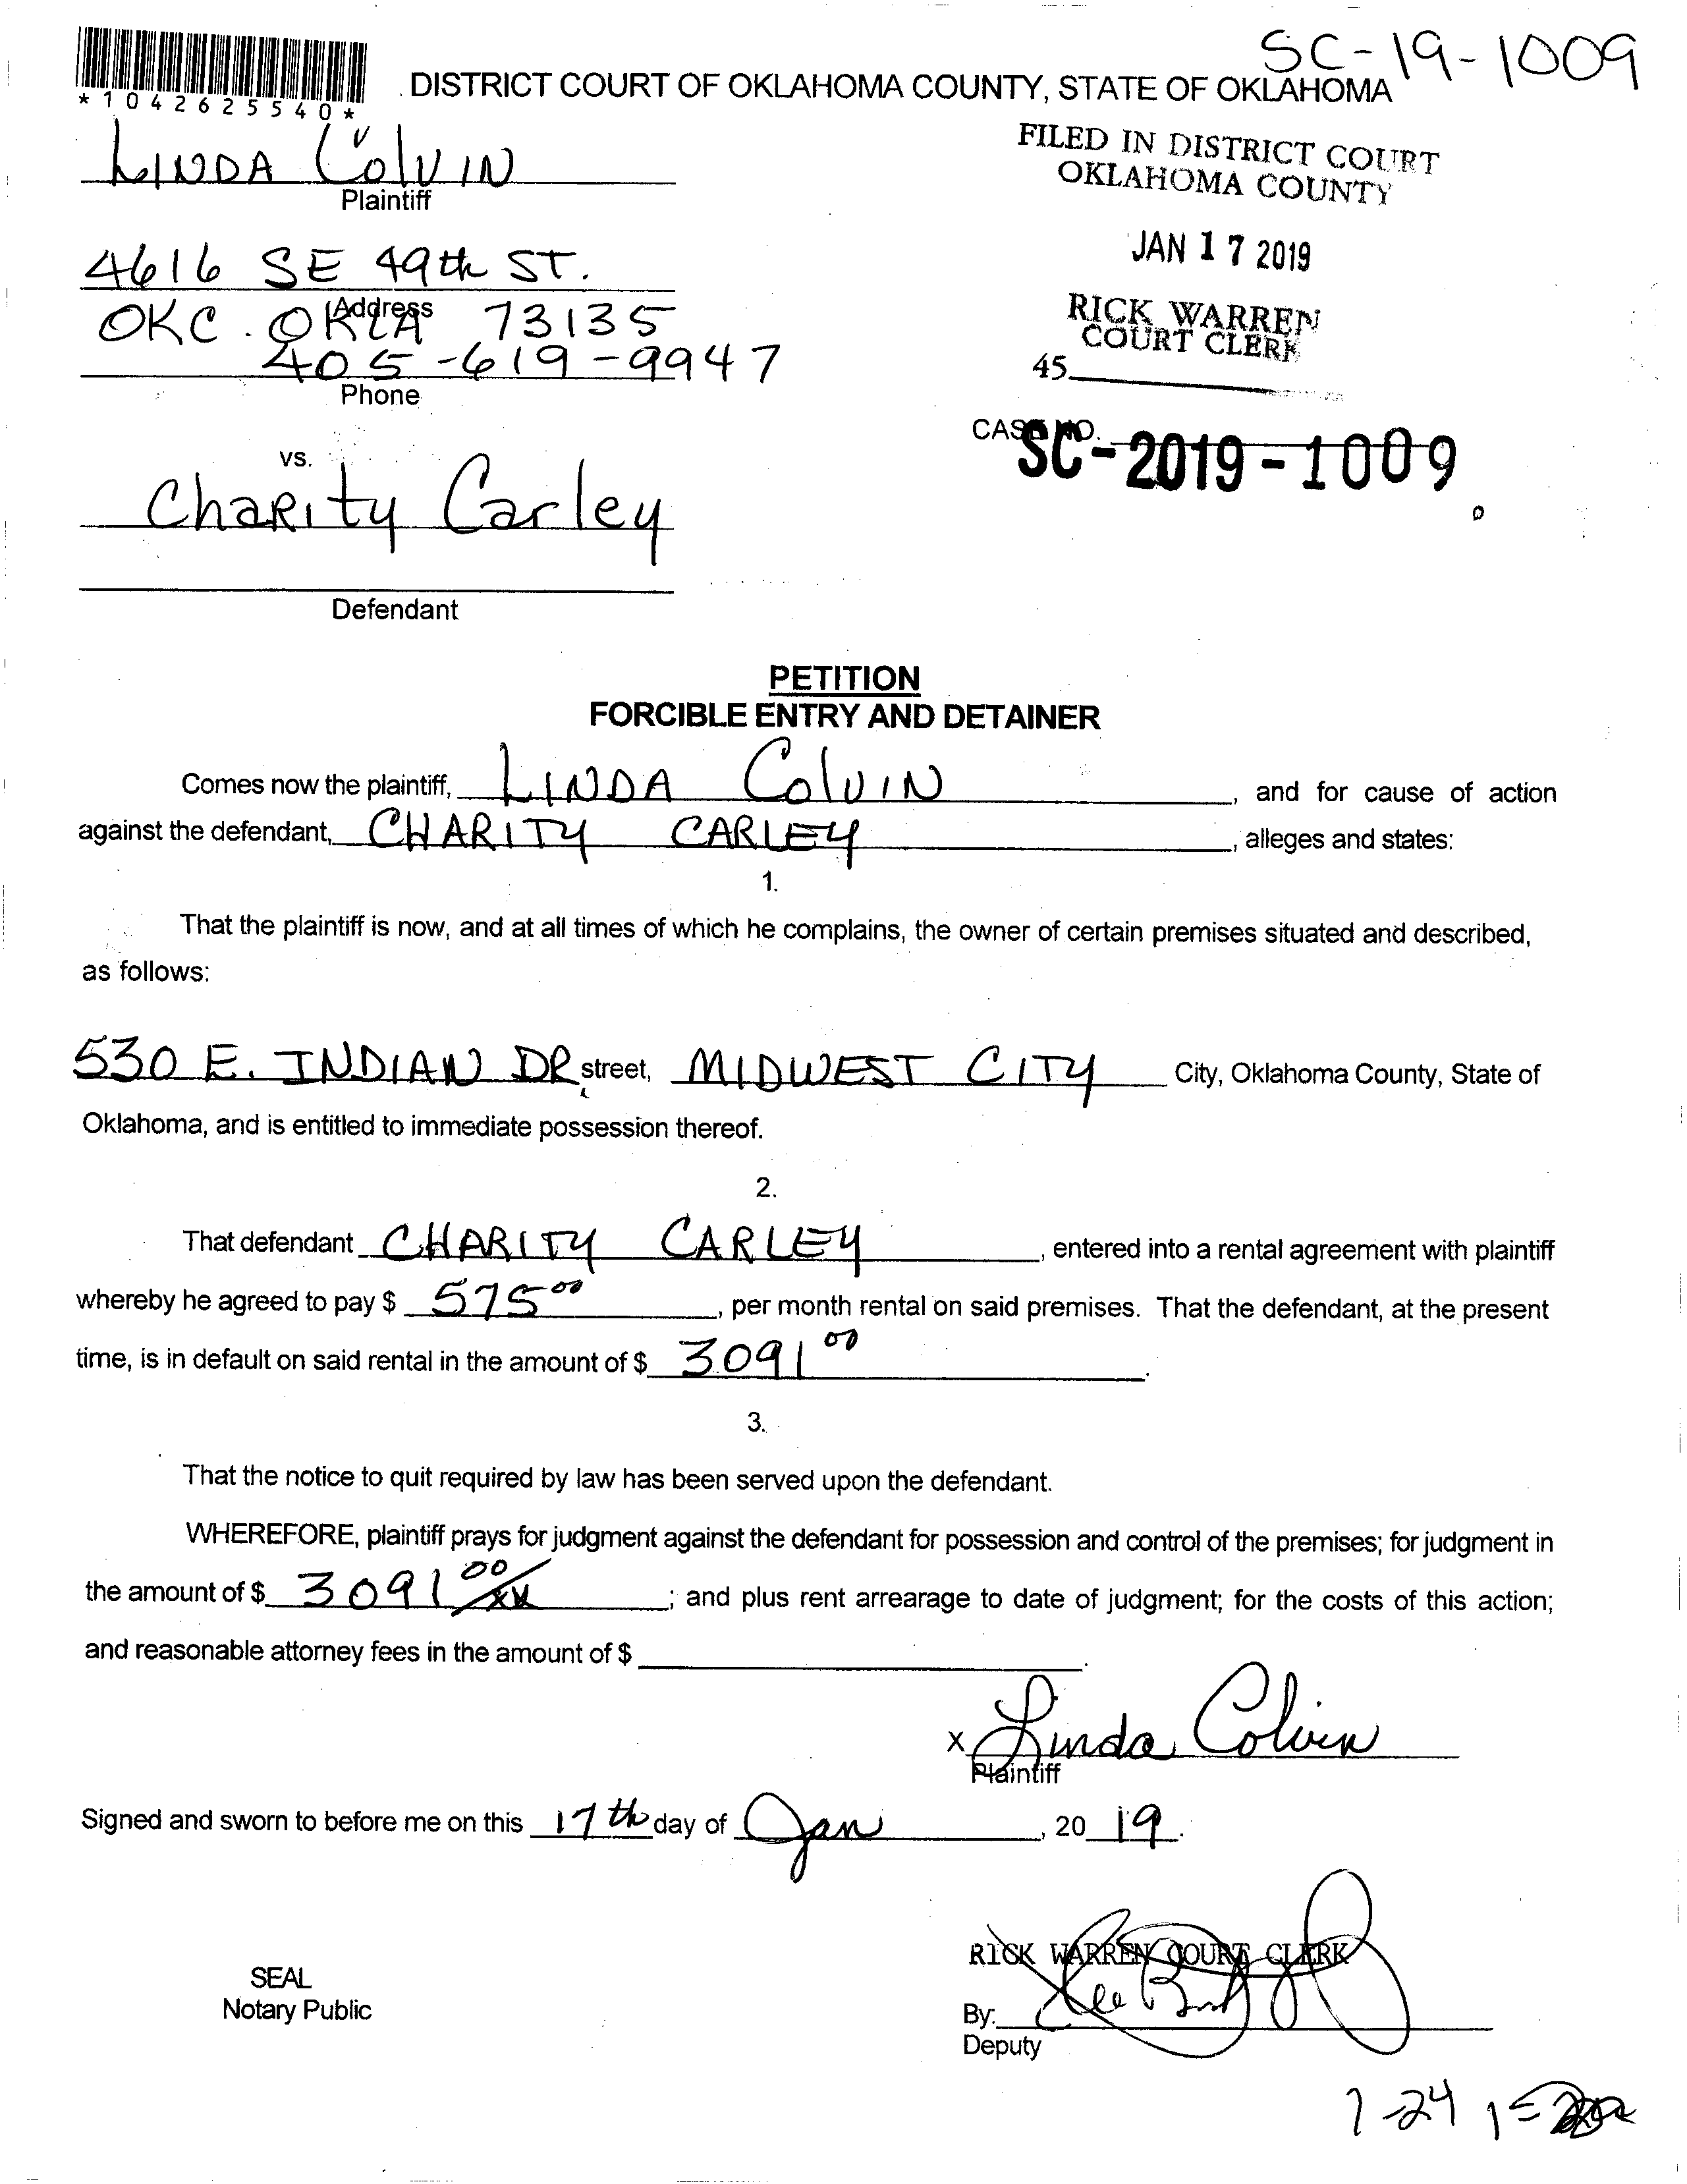 SC-19-1009
*1042625540*
DISTRICT COURT OF OKLAHOMA COUNTY, STATE OF OKLAHOMA
LINDA COLVIN
Plaintiff
FILED IN DISTRICT COURT
OKLAHOMA COUNTY
JAN 17 2019
RICK WARREN
COURT CLERK
45
4616 SE 49th ST.
Address
OKC. OKLA 73135
405-619-9947
Phone
CASE NO.
SC-2019-1009
vs.
Charity Carley
Defendant
PETITION
FORCIBLE ENTRY AND DETAINER
Comes now the plaintiff, LINDA COLVIN, and for cause of action
against the defendant, CHARITY CARLEY, alleges and states:
1.
That the plaintiff is now, and at all times of which he complains, the owner of certain premises situated and described,
as follows:
530 E. INDIAN DR street, MIDWEST CITY City, Oklahoma County, State of
Oklahoma, and is entitled to immediate possession thereof.
2.
That defendant CHARITY CARLEY, entered into a rental agreement with plaintiff
whereby he agreed to pay $ 575 00, per month rental on said premises. That the defendant, at the present
time, is in default on said rental in the amount of $ 3091 00.
3.
That the notice to quit required by law has been served upon the defendant.
WHEREFORE, plaintiff prays for judgment against the defendant for possession and control of the premises; for judgment in
the amount of $ 3091 00/xx; and plus rent arrearage to date of judgment; for the costs of this action;
and reasonable attorney fees in the amount of $ .
x Linda Colvin
Plaintiff
Signed and sworn to before me on this 17th day of Jan, 20 19.
RICK WARREN COURT CLERK
SEAL
Notary Public
By:
Deputy
1-24